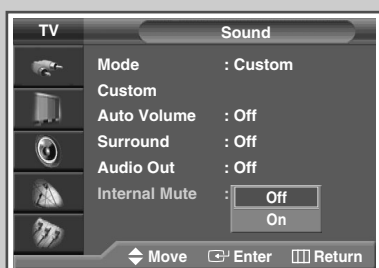 TV Sound
Mode : Custom
Custom
Auto Volume : Off
Surround : Off
Audio Out : Off
Internal Mute : Off
On
Move Enter Return